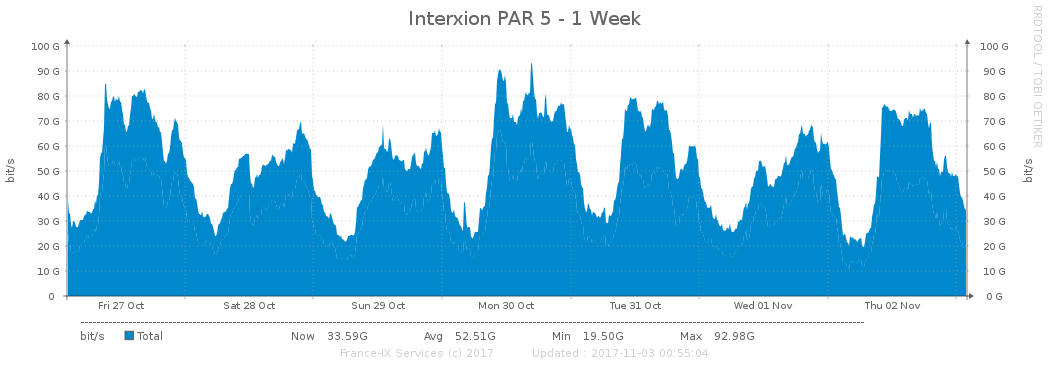 Interxion PAR 5 - 1 Week
RRDTOOL / TOBI OETIKER
bit/s
100 G
90 G
80 G
70 G
60 G
50 G
40 G
30 G
20 G
10 G
0
100 G
90 G
80 G
70 G
60 G
50 G
40 G
30 G
20 G
10 G
0 G
bit/s
Fri 27 Oct Sat 28 Oct Sun 29 Oct Mon 30 Oct Tue 31 Oct Wed 01 Nov Thu 02 Nov
bit/s Total Now 33.59G Avg 52.51G Min 19.50G Max 92.98G
France-IX Services (c) 2017 Updated : 2017-11-03 00:55:04